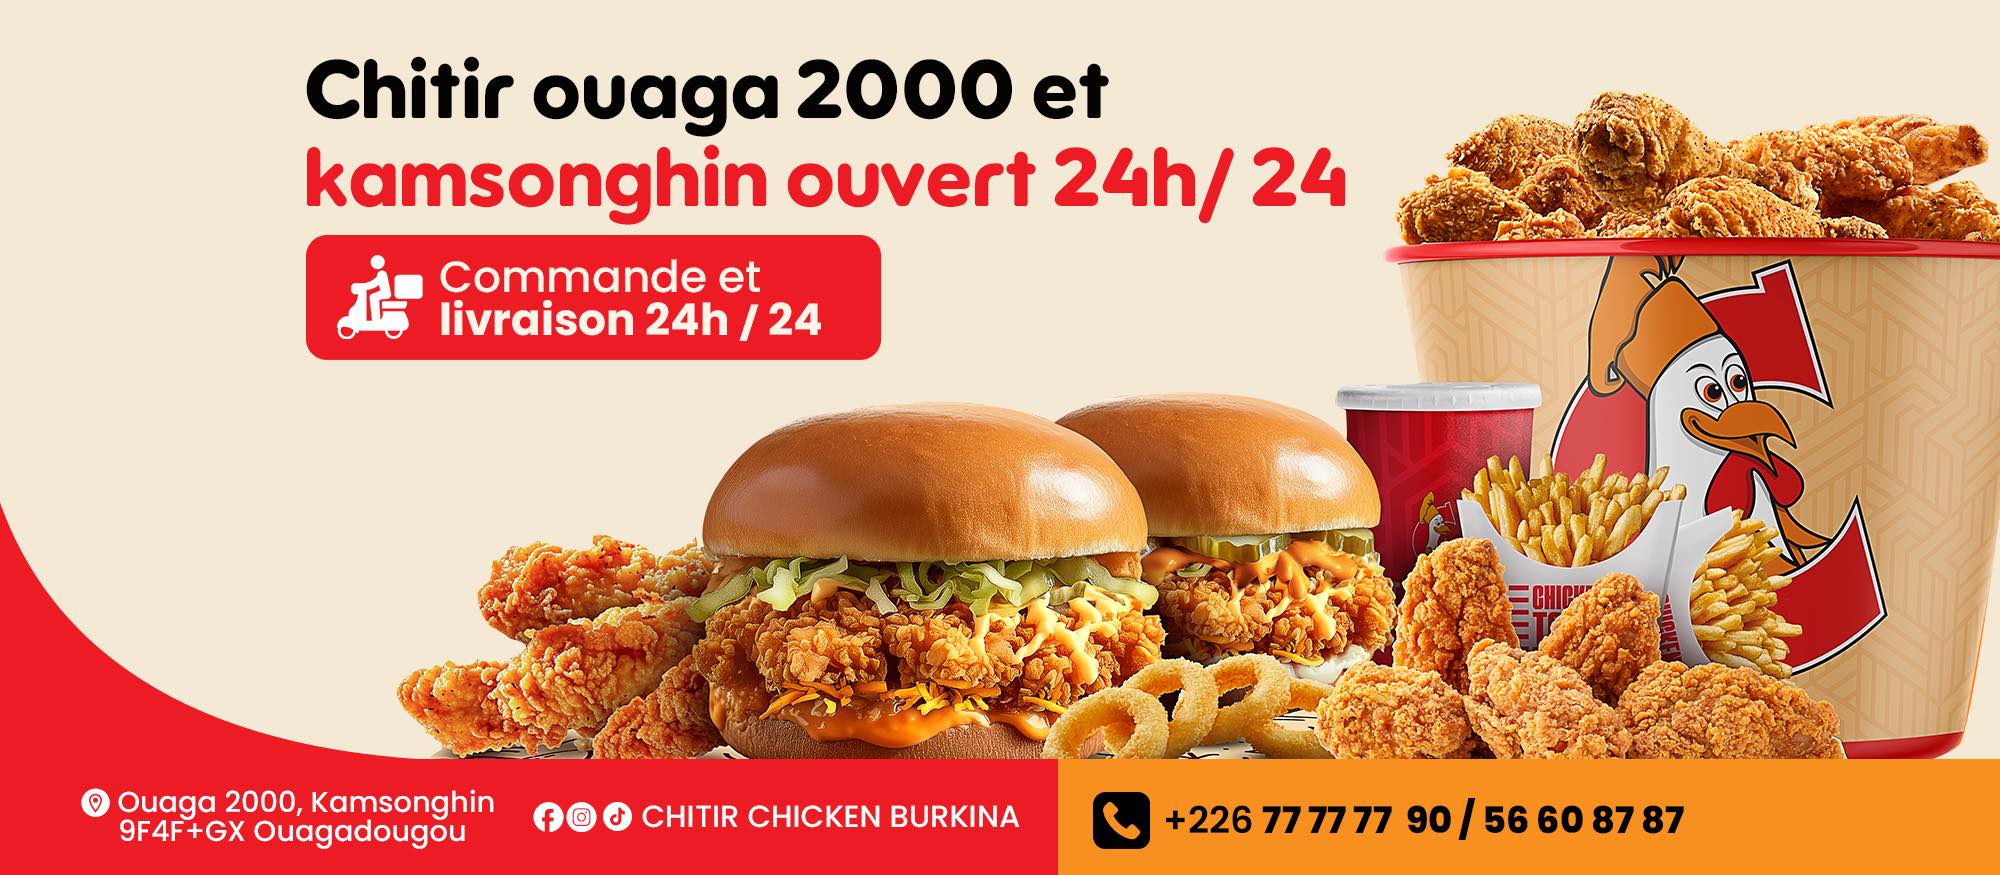 Chitir ouaga 2000 et
kamsonghin ouvert 24h/ 24
Commande et
livraison 24h / 24
Ouaga 2000, Kamsonghin
9F4F+GX Ouagadougou
CHITIR CHICKEN BURKINA
+226 77 77 77 90 / 56 60 87 87